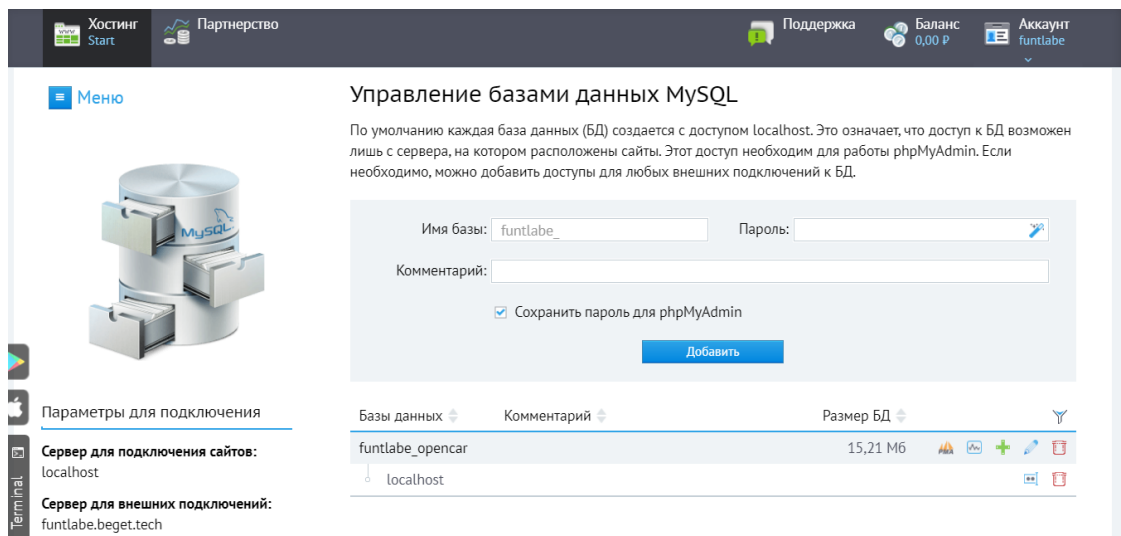 Хостинг
Start
Партнерство
Поддержка
Баланс
0,00 ₽
Аккаунт
funtlabe
Меню
MySQL
Параметры для подключения
Сервер для подключения сайтов:
localhost
Сервер для внешних подключений:
funtlabe.beget.tech
Terminal
Управление базами данных MySQL
По умолчанию каждая база данных (БД) создается с доступом localhost. Это означает, что доступ к БД возможен
лишь с сервера, на котором расположены сайты. Этот доступ необходим для работы phpMyAdmin. Если
необходимо, можно добавить доступы для любых внешних подключений к БД.
Имя базы: funtlabe_ Пароль:
Комментарий:
Сохранить пароль для phpMyAdmin
Добавить
Базы данных Комментарий Размер БД
funtlabe_opencar 15,21 Мб
localhost